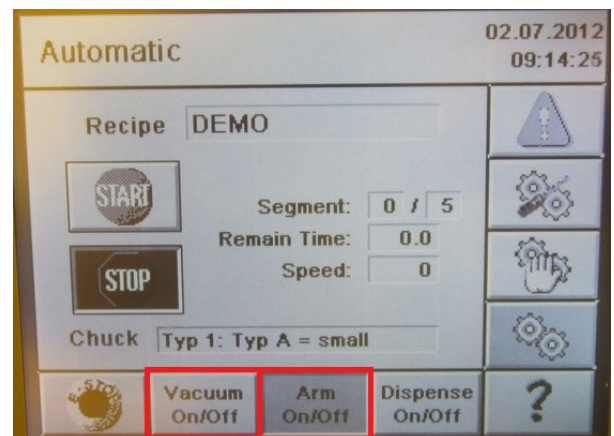 Automatic
02.07.2012
09:14:25
Recipe DEMO
START
Segment: 0 / 5
Remain Time: 0.0
STOP
Speed: 0
Chuck Typ 1: Typ A = small
E-STOP
Vacuum
On/Off
Arm
On/Off
Dispense
On/Off
?